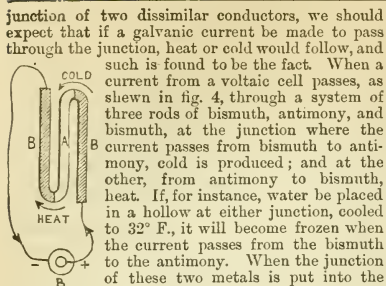 junction of two dissimilar conductors, we should
expect that if a galvanic current be made to pass
through the junction, heat or cold would follow, and
such is found to be the fact. When a
current from a voltaic cell passes, as
shewn in fig. 4, through a system of
three rods of bismuth, antimony, and
bismuth, at the junction where the
current passes from bismuth to anti-
mony, cold is produced; and at the
other, from antimony to bismuth,
heat. If, for instance, water be placed
in a hollow at either junction, cooled
to 32° F., it will become frozen when
the current passes from the bismuth
to the antimony. When the junction
of these two metals is put into the
COLD
B A B
HEAT
- +
B